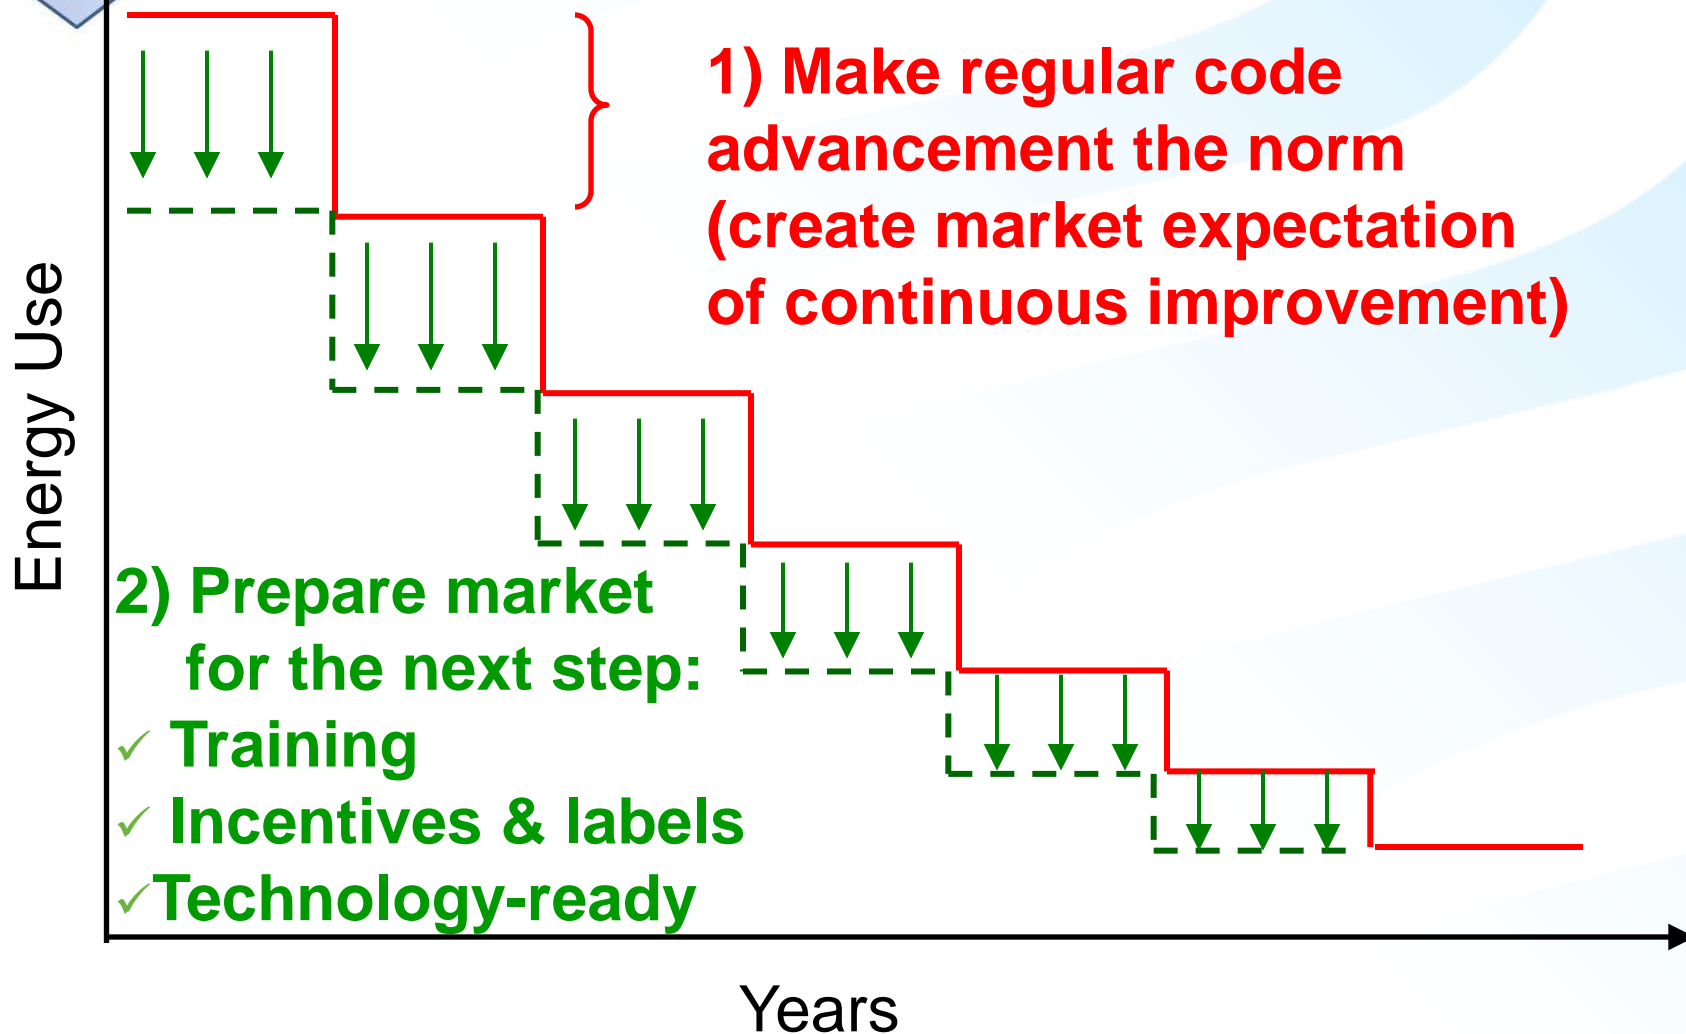 1) Make regular code
advancement the norm
(create market expectation
of continuous improvement)
Energy Use
2) Prepare market
for the next step:
✓ Training
✓ Incentives & labels
✓Technology-ready
Years